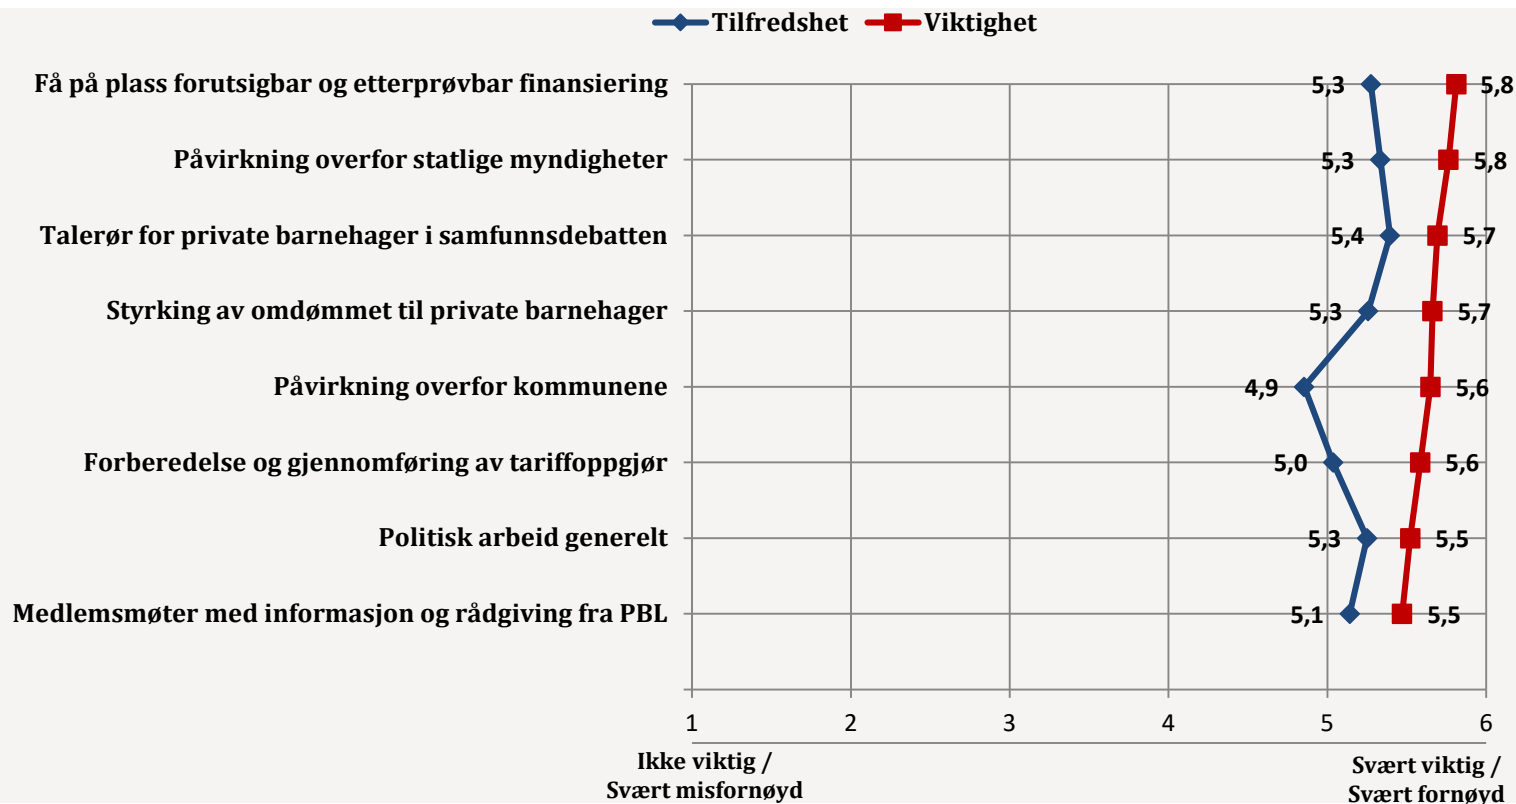 Tilfredshet Viktighet
Få på plass forutsigbar og etterprøvbar finansiering 5,3 5,8
Påvirkning overfor statlige myndigheter 5,3 5,8
Talerør for private barnehager i samfunnsdebatten 5,4 5,7
Styrking av omdømmet til private barnehager 5,3 5,7
Påvirkning overfor kommunene 4,9 5,6
Forberedelse og gjennomføring av tariffoppgjør 5,0 5,6
Politisk arbeid generelt 5,3 5,5
Medlemsmøter med informasjon og rådgiving fra PBL 5,1 5,5
1 2 3 4 5 6
Ikke viktig /
Svært misfornøyd
Svært viktig /
Svært fornøyd